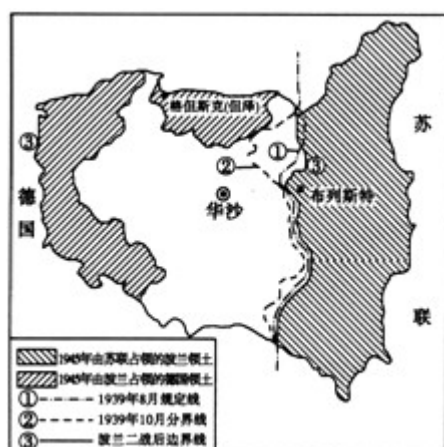 格但斯克(但泽)
苏
①
③
②
③
德
国
华沙
布列斯特
联
1945年由苏联占领的波兰领土
1945年由波兰占领的德国领土
① 1939年8月规定线
② 1939年10月分界线
③ 波兰二战后边界线